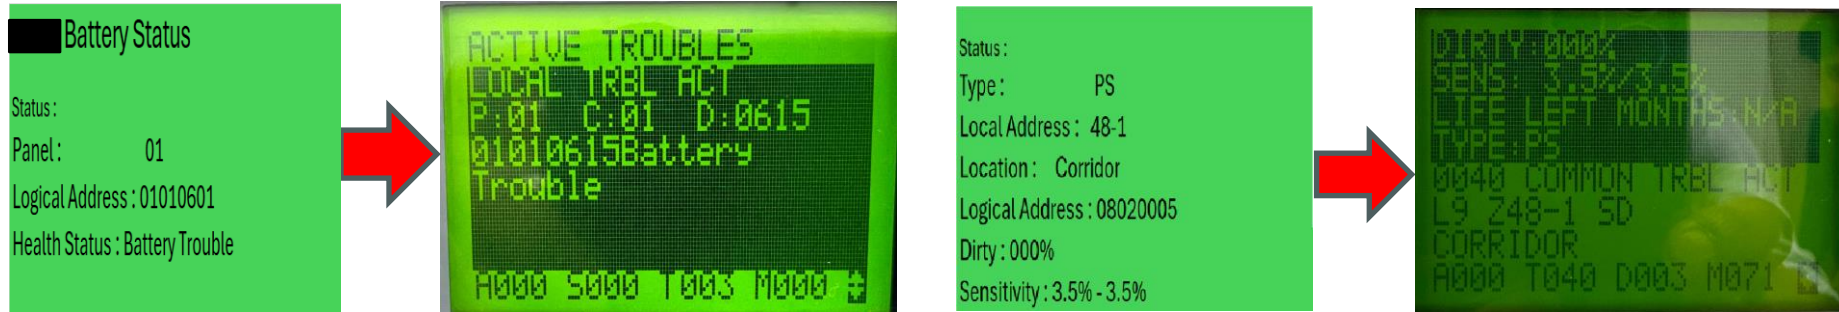 Battery Status
Status :
Panel : 01
Logical Address : 01010601
Health Status : Battery Trouble
ACTIVE TROUBLES
LOCAL TRBL ACT
P:01 C:01 D:0615
01010615Battery
Trouble
A000 S000 T003 M000
Status :
Type : PS
Local Address : 48-1
Location : Corridor
Logical Address : 08020005
Dirty : 000%
Sensitivity : 3.5% - 3.5%
DIRTY:000%
SENS: 3.5%/3.5%
LIFE LEFT MONTHS:N/A
TYPE:PS
0040 COMMON TRBL ACT
L9 Z48-1 SD
CORRIDOR
A000 T040 D003 M071